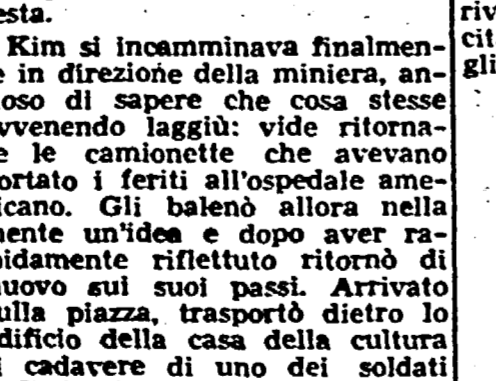 esta.
Kim si incamminava finalmen-
e in direzione della miniera, an-
oso di sapere che cosa stesse
vvenendo laggiù: vide ritorna-
e le camionette che avevano
ortato i feriti all'ospedale ame-
icano. Gli balenò allora nella
ente un'idea e dopo aver ra-
idamente riflettuto ritornò di
uovo sui suoi passi. Arrivato
ulla piazza, trasportò dietro lo
dificio della casa della cultura
cadavere di uno dei soldati
riv
cit
gli